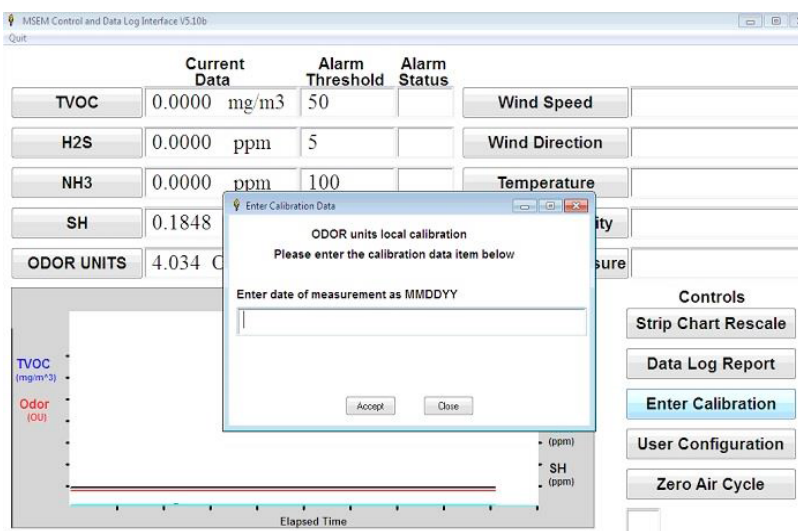 MSEM Control and Data Log Interface V5.10b
Quit
Current Data
Alarm Threshold
Alarm Status
TVOC 0.0000 mg/m3 50
Wind Speed
H2S 0.0000 ppm 5
Wind Direction
NH3 0.0000 ppm 100
Temperature
SH 0.1848
ity
ODOR UNITS 4.034
sure
Enter Calibration Data
ODOR units local calibration
Please enter the calibration data item below
Enter date of measurement as MMDDYY
Accept
Close
Controls
Strip Chart Rescale
Data Log Report
Enter Calibration
User Configuration
Zero Air Cycle
TVOC
(mg/m^3)
Odor
(OU)
(ppm)
SH
(ppm)
Elapsed Time